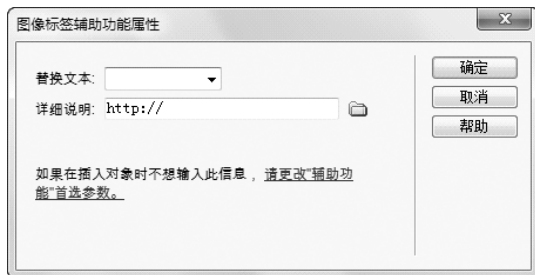 图像标签辅助功能属性
替换文本:
详细说明: http://
如果在插入对象时不想输入此信息，请更改“辅助功
能”首选参数。
确定
取消
帮助